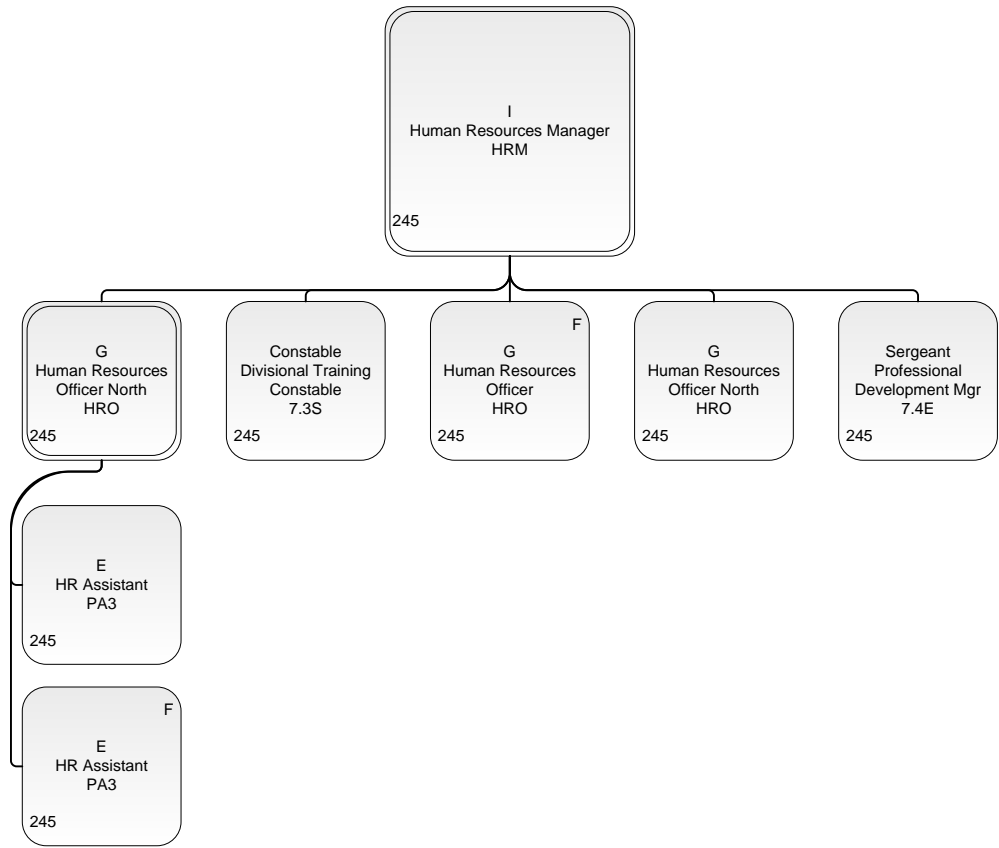 I
Human Resources Manager
HRM
245
G
Human Resources
Officer North
HRO
245
Constable
Divisional Training
Constable
7.3S
245
F
G
Human Resources
Officer
HRO
245
G
Human Resources
Officer North
HRO
245
Sergeant
Professional
Development Mgr
7.4E
245
E
HR Assistant
PA3
245
F
E
HR Assistant
PA3
245